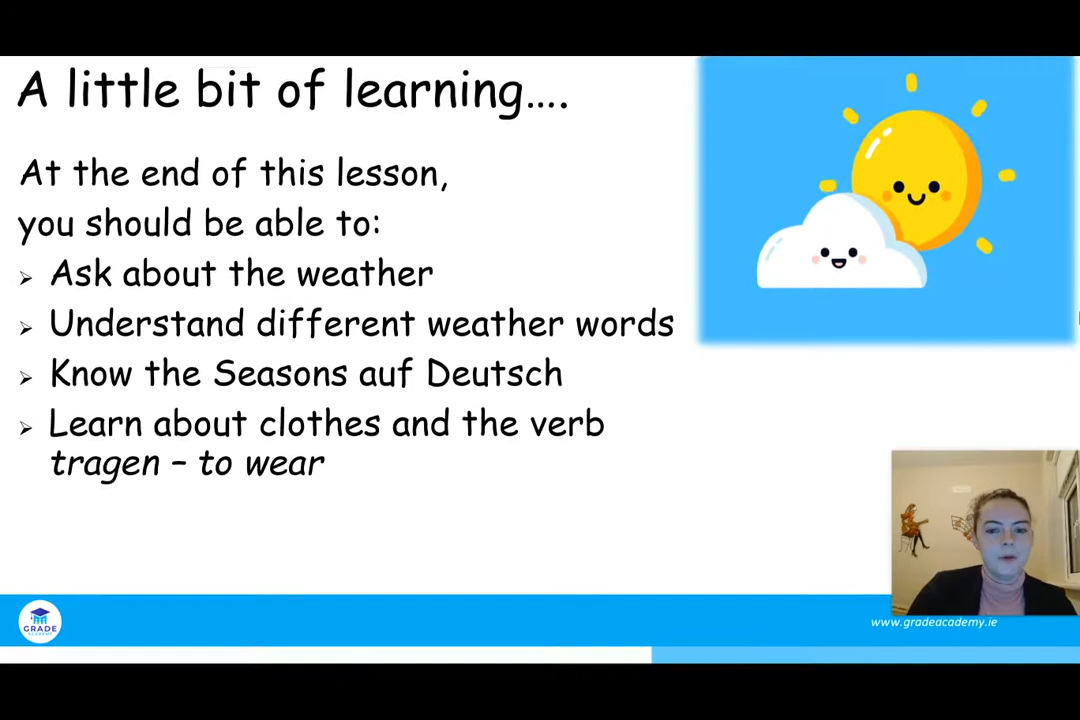 A little bit of learning….
At the end of this lesson,
you should be able to:
➢ Ask about the weather
➢ Understand different weather words
➢ Know the Seasons auf Deutsch
➢ Learn about clothes and the verb
tragen – to wear
GRADE
ACADEMY
www.gradeacademy.ie